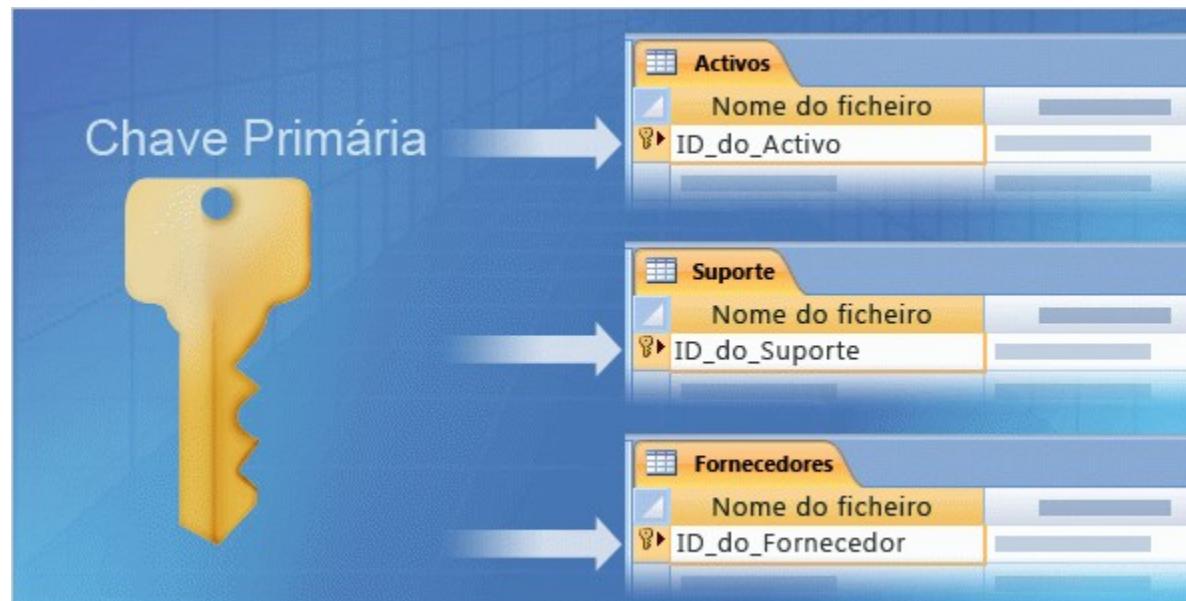 Chave Primária
Activos
Nome do ficheiro
ID_do_Activo
Suporte
Nome do ficheiro
ID_do_Suporte
Fornecedores
Nome do ficheiro
ID_do_Fornecedor